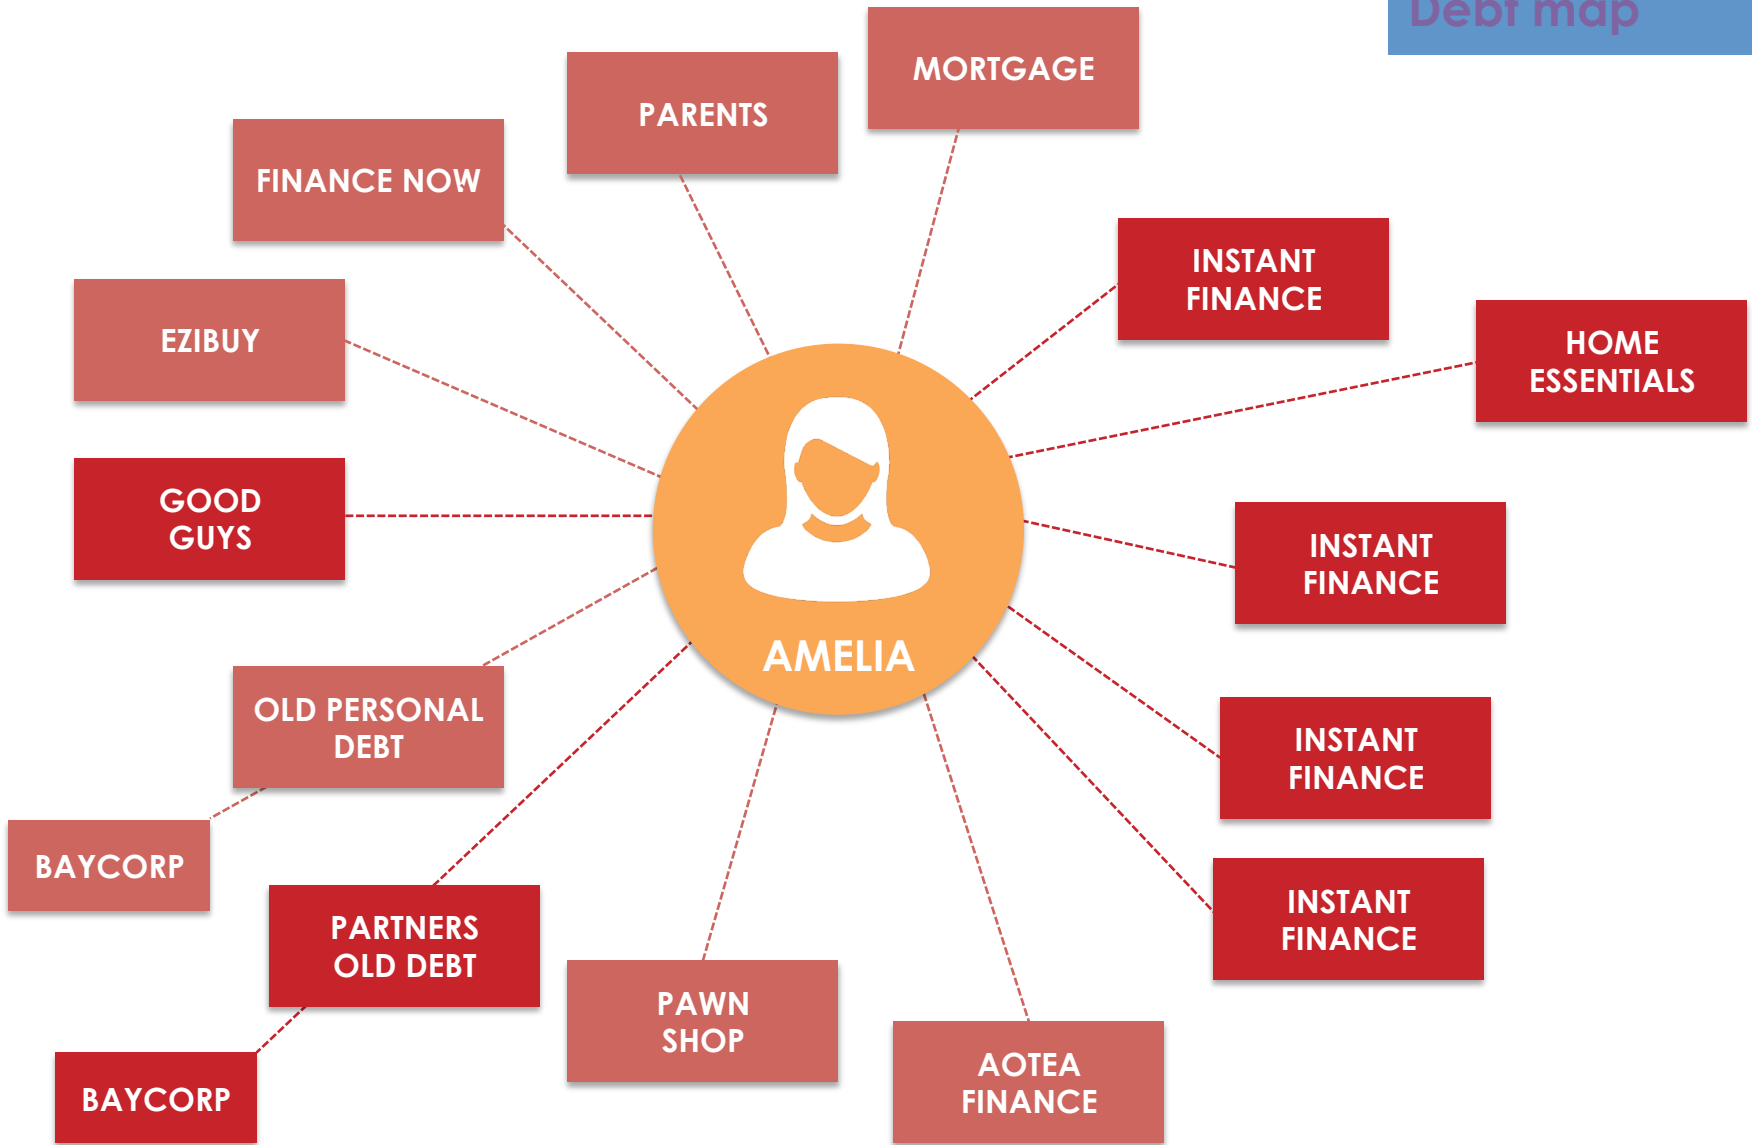 Debt map
MORTGAGE
PARENTS
FINANCE NOW
INSTANT
FINANCE
HOME
ESSENTIALS
EZIBUY
GOOD
GUYS
INSTANT
FINANCE
AMELIA
OLD PERSONAL
DEBT
INSTANT
FINANCE
BAYCORP
PARTNERS
OLD DEBT
INSTANT
FINANCE
PAWN
SHOP
AOTEA
FINANCE
BAYCORP